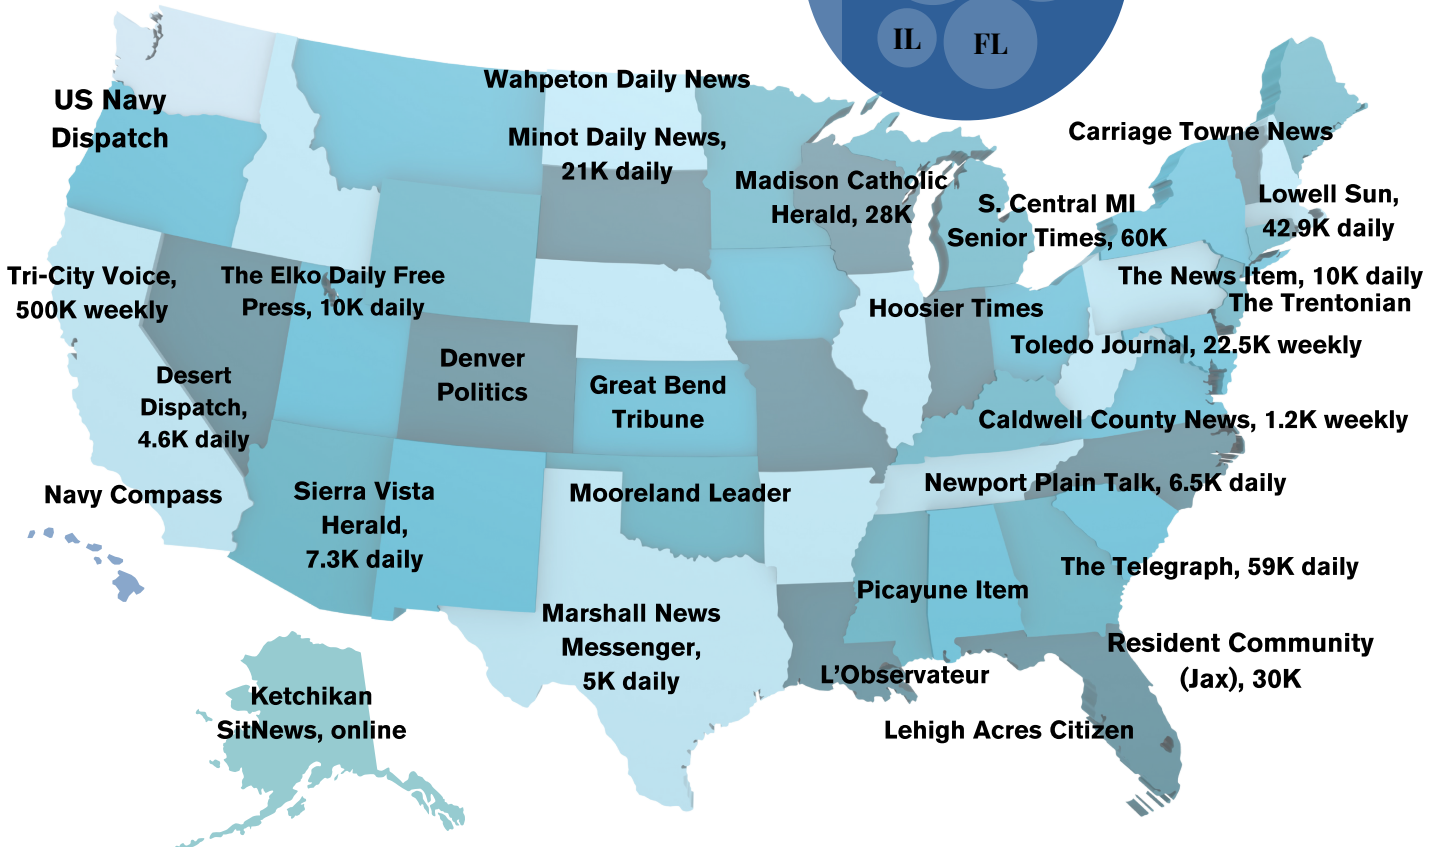 IL
FL
Wahpeton Daily News
US Navy
Dispatch
Minot Daily News,
21K daily
Carriage Towne News
Madison Catholic
Herald, 28K
S. Central MI
Senior Times, 60K
Lowell Sun,
42.9K daily
Tri-City Voice,
500K weekly
The Elko Daily Free
Press, 10K daily
The News Item, 10K daily
The Trentonian
Hoosier Times
Toledo Journal, 22.5K weekly
Denver
Politics
Desert
Dispatch,
4.6K daily
Great Bend
Tribune
Caldwell County News, 1.2K weekly
Navy Compass
Sierra Vista
Herald,
7.3K daily
Mooreland Leader
Newport Plain Talk, 6.5K daily
The Telegraph, 59K daily
Picayune Item
Marshall News
Messenger,
5K daily
L'Observateur
Resident Community
(Jax), 30K
Ketchikan
SitNews, online
Lehigh Acres Citizen